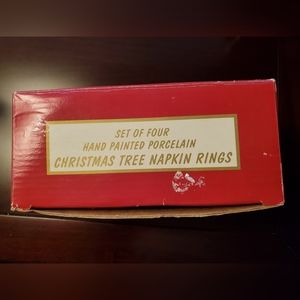 SET OF FOUR
HAND PAINTED PORCELAIN
CHRISTMAS TREE NAPKIN RINGS